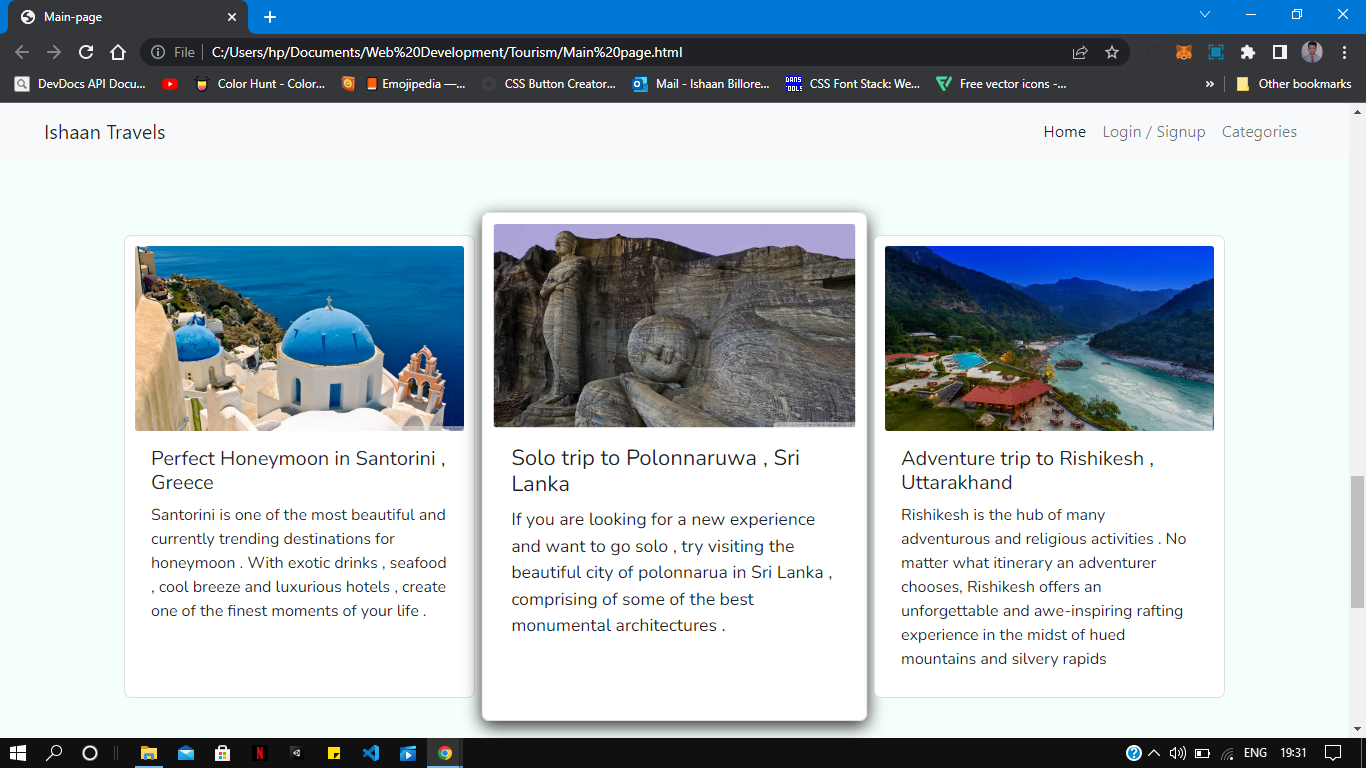 Main-page
File
C:/Users/hp/Documents/Web%20Development/Tourism/Main%20page.html
DevDocs API Docu...
Color Hunt - Color...
Emojipedia —...
CSS Button Creator...
Mail - Ishaan Billore...
DANS TOOLS
CSS Font Stack: We...
Free vector icons -...
»
Other bookmarks
Ishaan Travels
Home
Login / Signup
Categories
Perfect Honeymoon in Santorini ,
Greece
Santorini is one of the most beautiful and
currently trending destinations for
honeymoon . With exotic drinks , seafood
, cool breeze and luxurious hotels , create
one of the finest moments of your life .
Solo trip to Polonnaruwa , Sri
Lanka
If you are looking for a new experience
and want to go solo , try visiting the
beautiful city of polonnarua in Sri Lanka ,
comprising of some of the best
monumental architectures .
Adventure trip to Rishikesh ,
Uttarakhand
Rishikesh is the hub of many
adventurous and religious activities . No
matter what itinerary an adventurer
chooses, Rishikesh offers an
unforgettable and awe-inspiring rafting
experience in the midst of hued
mountains and silvery rapids
ENG
19:31